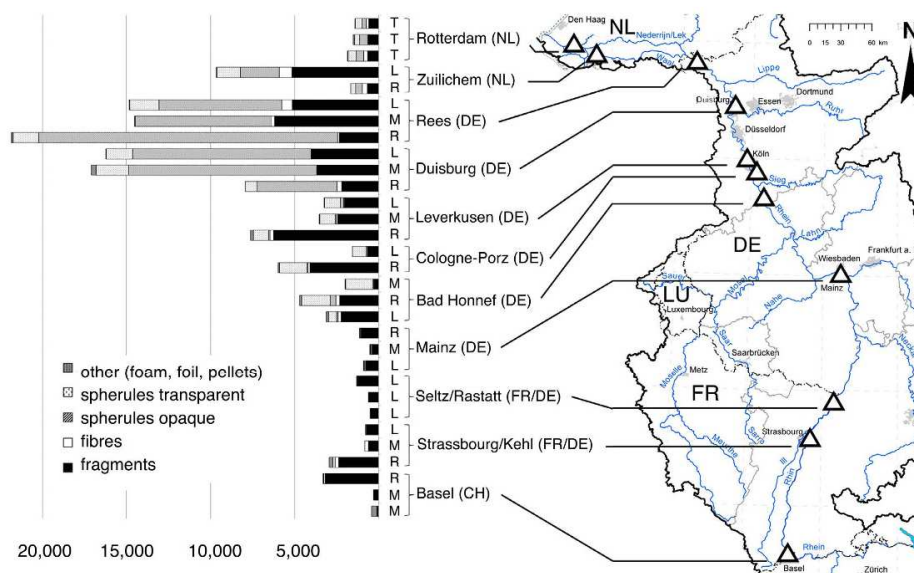 T
T
T
Rotterdam (NL)
L
R
Zuilichem (NL)
L
M
R
Rees (DE)
L
M
R
Duisburg (DE)
L
M
R
Leverkusen (DE)
L
R
Cologne-Porz (DE)
M
R
L
Bad Honnef (DE)
R
M
L
Mainz (DE)
L
L
L
Seltz/Rastatt (FR/DE)
L
M
R
Strassbourg/Kehl (FR/DE)
R
M
M
Basel (CH)
other (foam, foil, pellets)
spherules transparent
spherules opaque
fibres
fragments
20,000
15,000
10,000
5,000
Den Haag
NL
Nederrijn/Lek
0 15 30 60 km
N
Lippe
Duisburg
Essen
Dortmund
Ruhr
Düsseldorf
Köln
Sieg
Rhein
Lahn
DE
Wiesbaden
Frankfurt a.
Mainz
Mosel
Sauer
LU
Luxembourg
Nahe
Saar
Saarbrücken
Moselle
Metz
FR
Meurthe
Strasbourg
Ill
Rhin
Rhein
Basel
Zürich